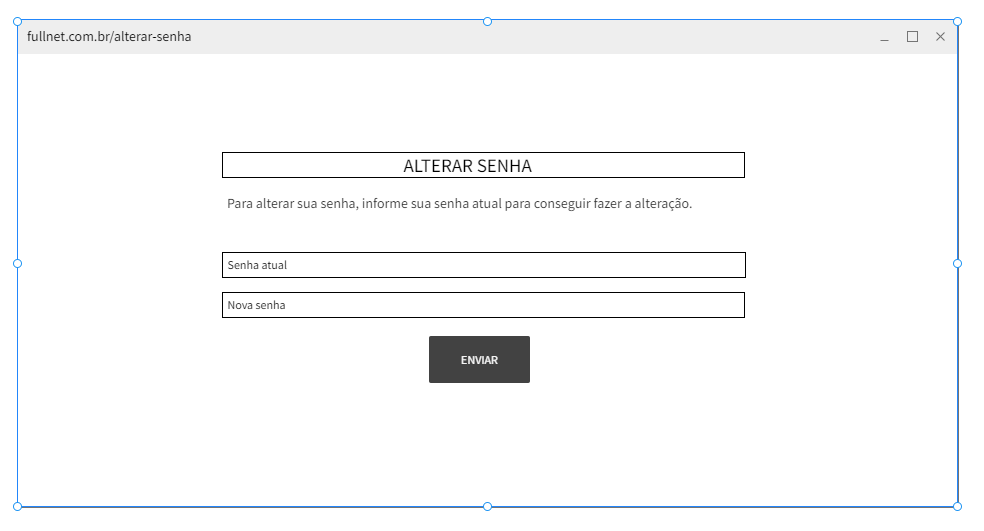 fullnet.com.br/alterar-senha
ALTERAR SENHA
Para alterar sua senha, informe sua senha atual para conseguir fazer a alteração.
Senha atual
Nova senha
ENVIAR